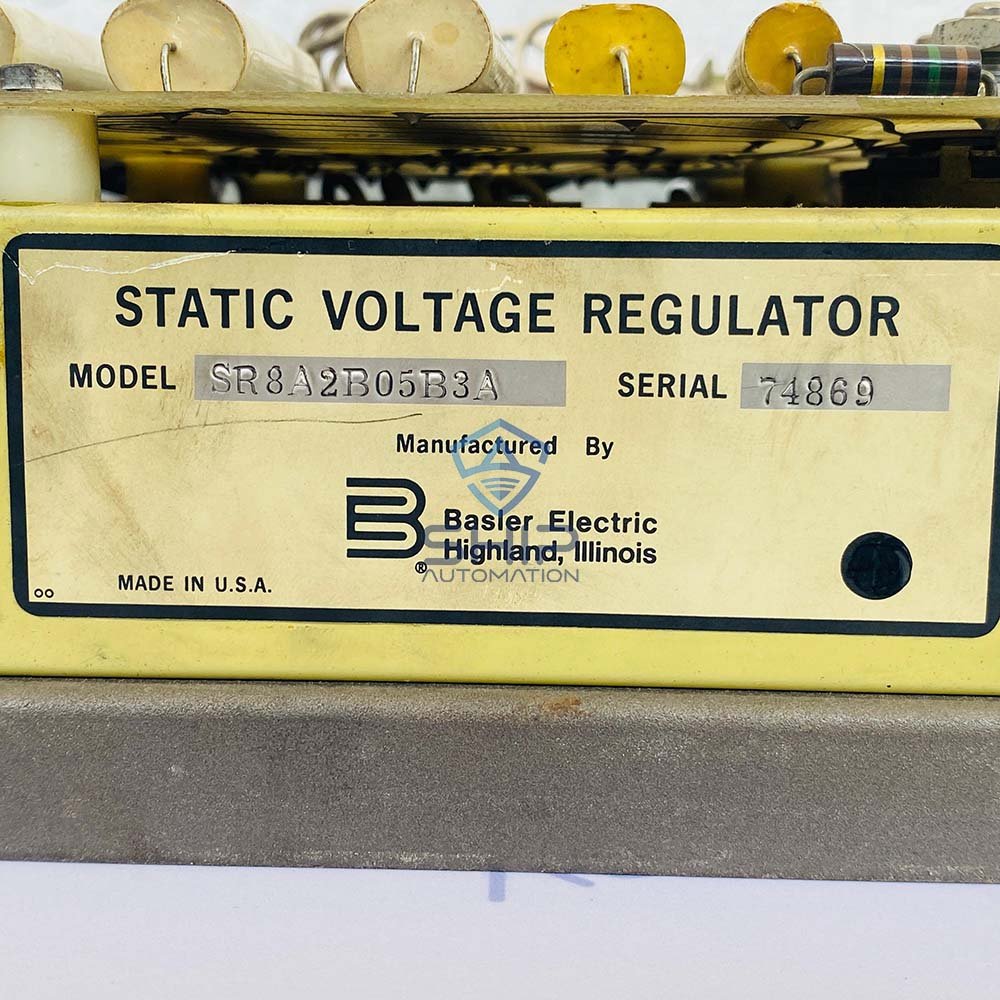 STATIC VOLTAGE REGULATOR
MODEL SR8A2B05B3A SERIAL 74869
Manufactured By
Basler Electric
Highland, Illinois
®
SHIP
AUTOMATION
MADE IN U.S.A.